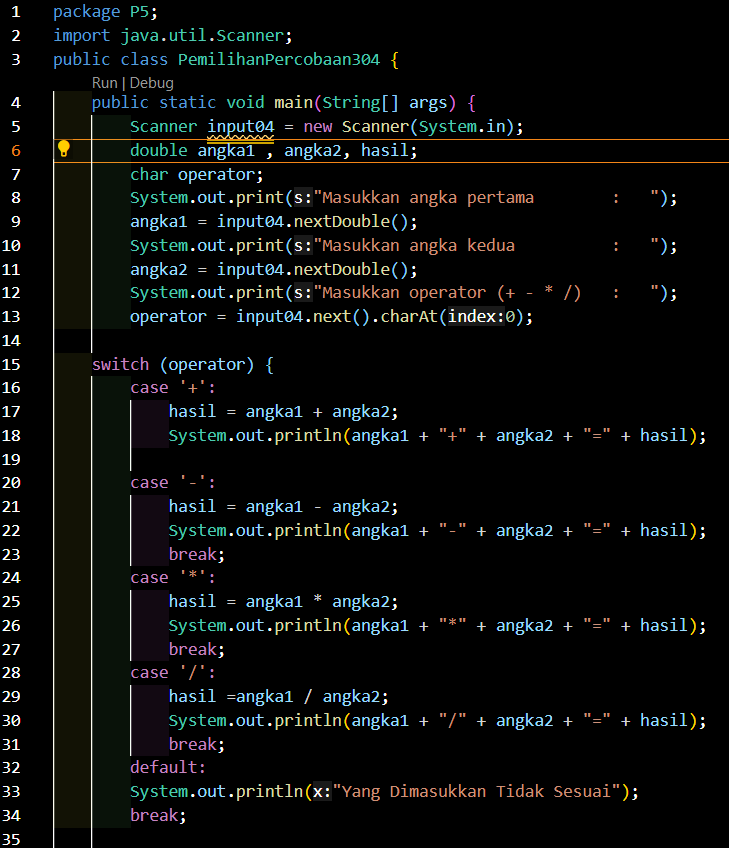 1 package P5;
2 import java.util.Scanner;
3 public class PemilihanPercobaan304 {
Run | Debug
4 public static void main(String[] args) {
5 Scanner input04 = new Scanner(System.in);
6 double angka1 , angka2, hasil;
7 char operator;
8 System.out.print(s:"Masukkan angka pertama        :   ");
9 angka1 = input04.nextDouble();
10 System.out.print(s:"Masukkan angka kedua          :   ");
11 angka2 = input04.nextDouble();
12 System.out.print(s:"Masukkan operator (+ - * /)   :   ");
13 operator = input04.next().charAt(index:0);
14
15 switch (operator) {
16 case '+':
17 hasil = angka1 + angka2;
18 System.out.println(angka1 + "+" + angka2 + "=" + hasil);
19
20 case '-':
21 hasil = angka1 - angka2;
22 System.out.println(angka1 + "-" + angka2 + "=" + hasil);
23 break;
24 case '*':
25 hasil = angka1 * angka2;
26 System.out.println(angka1 + "*" + angka2 + "=" + hasil);
27 break;
28 case '/':
29 hasil =angka1 / angka2;
30 System.out.println(angka1 + "/" + angka2 + "=" + hasil);
31 break;
32 default:
33 System.out.println(x:"Yang Dimasukkan Tidak Sesuai");
34 break;
35